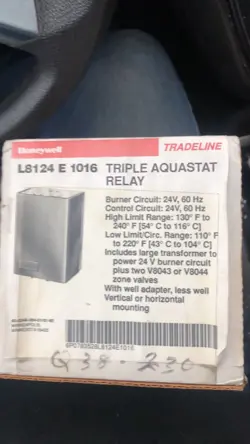 Honeywell
TRADELINE
L8124 E 1016 TRIPLE AQUASTAT
RELAY
Burner Circuit: 24V, 60 Hz
Control Circuit: 24V, 60 Hz
High Limit Range: 130° F to
240° F [54° C to 116° C]
Low Limit/Circ. Range: 110° F
to 220° F [43° C to 104° C]
Includes large transformer to
power 24 V burner circuit
plus two V8043 or V8044
zone valves
With well adapter, less well
Vertical or horizontal
mounting